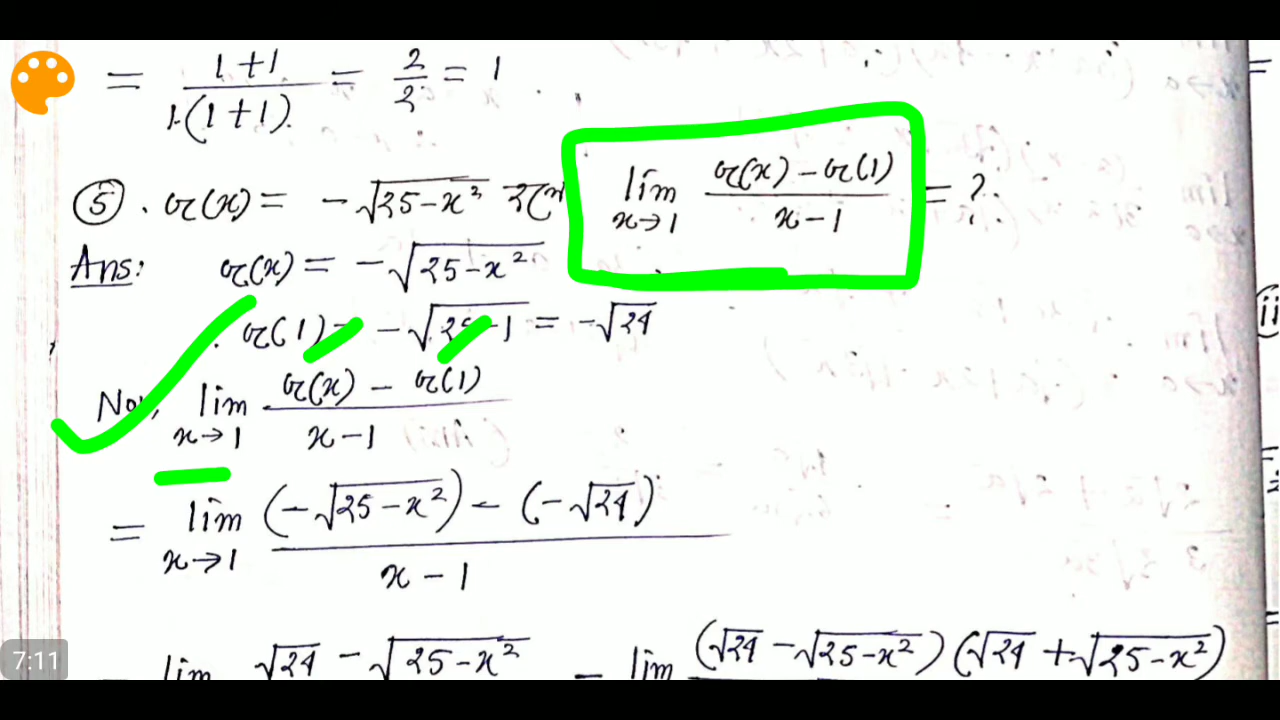 = (1+1)/(1·(1+1)) = 2/2 = 1
⑤. G(x) = -√(25-x²) lim x→1 (G(x) - G(1))/(x-1) = ?
Ans: G(x) = -√(25-x²)
G(1) = -√(25-1) = -√24
Now, lim x→1 (G(x) - G(1))/(x-1)
= lim x→1 ((-√(25-x²)) - (-√24))/(x-1)
= lim √24 - √(25-x²) = lim (√24 - √(25-x²))(√24 + √(25-x²))
ii
7:11